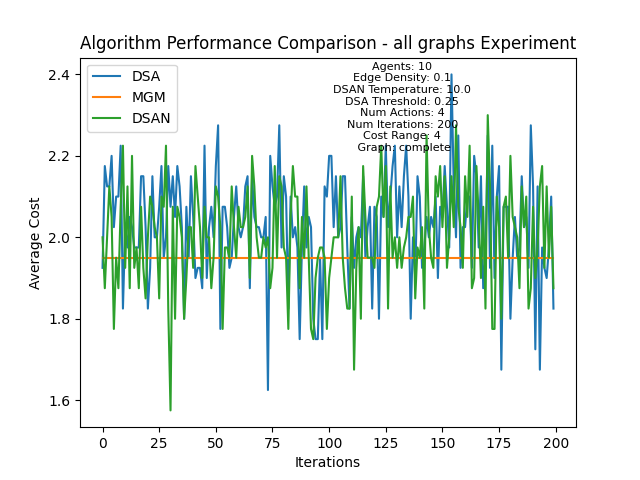 Algorithm Performance Comparison - all graphs Experiment
DSA
MGM
DSAN
Agents: 10
Edge Density: 0.1
DSAN Temperature: 10.0
DSA Threshold: 0.25
Num Actions: 4
Num Iterations: 200
Cost Range: 4
Graph: complete
Average Cost
2.4
2.2
2.0
1.8
1.6
0 25 50 75 100 125 150 175 200
Iterations